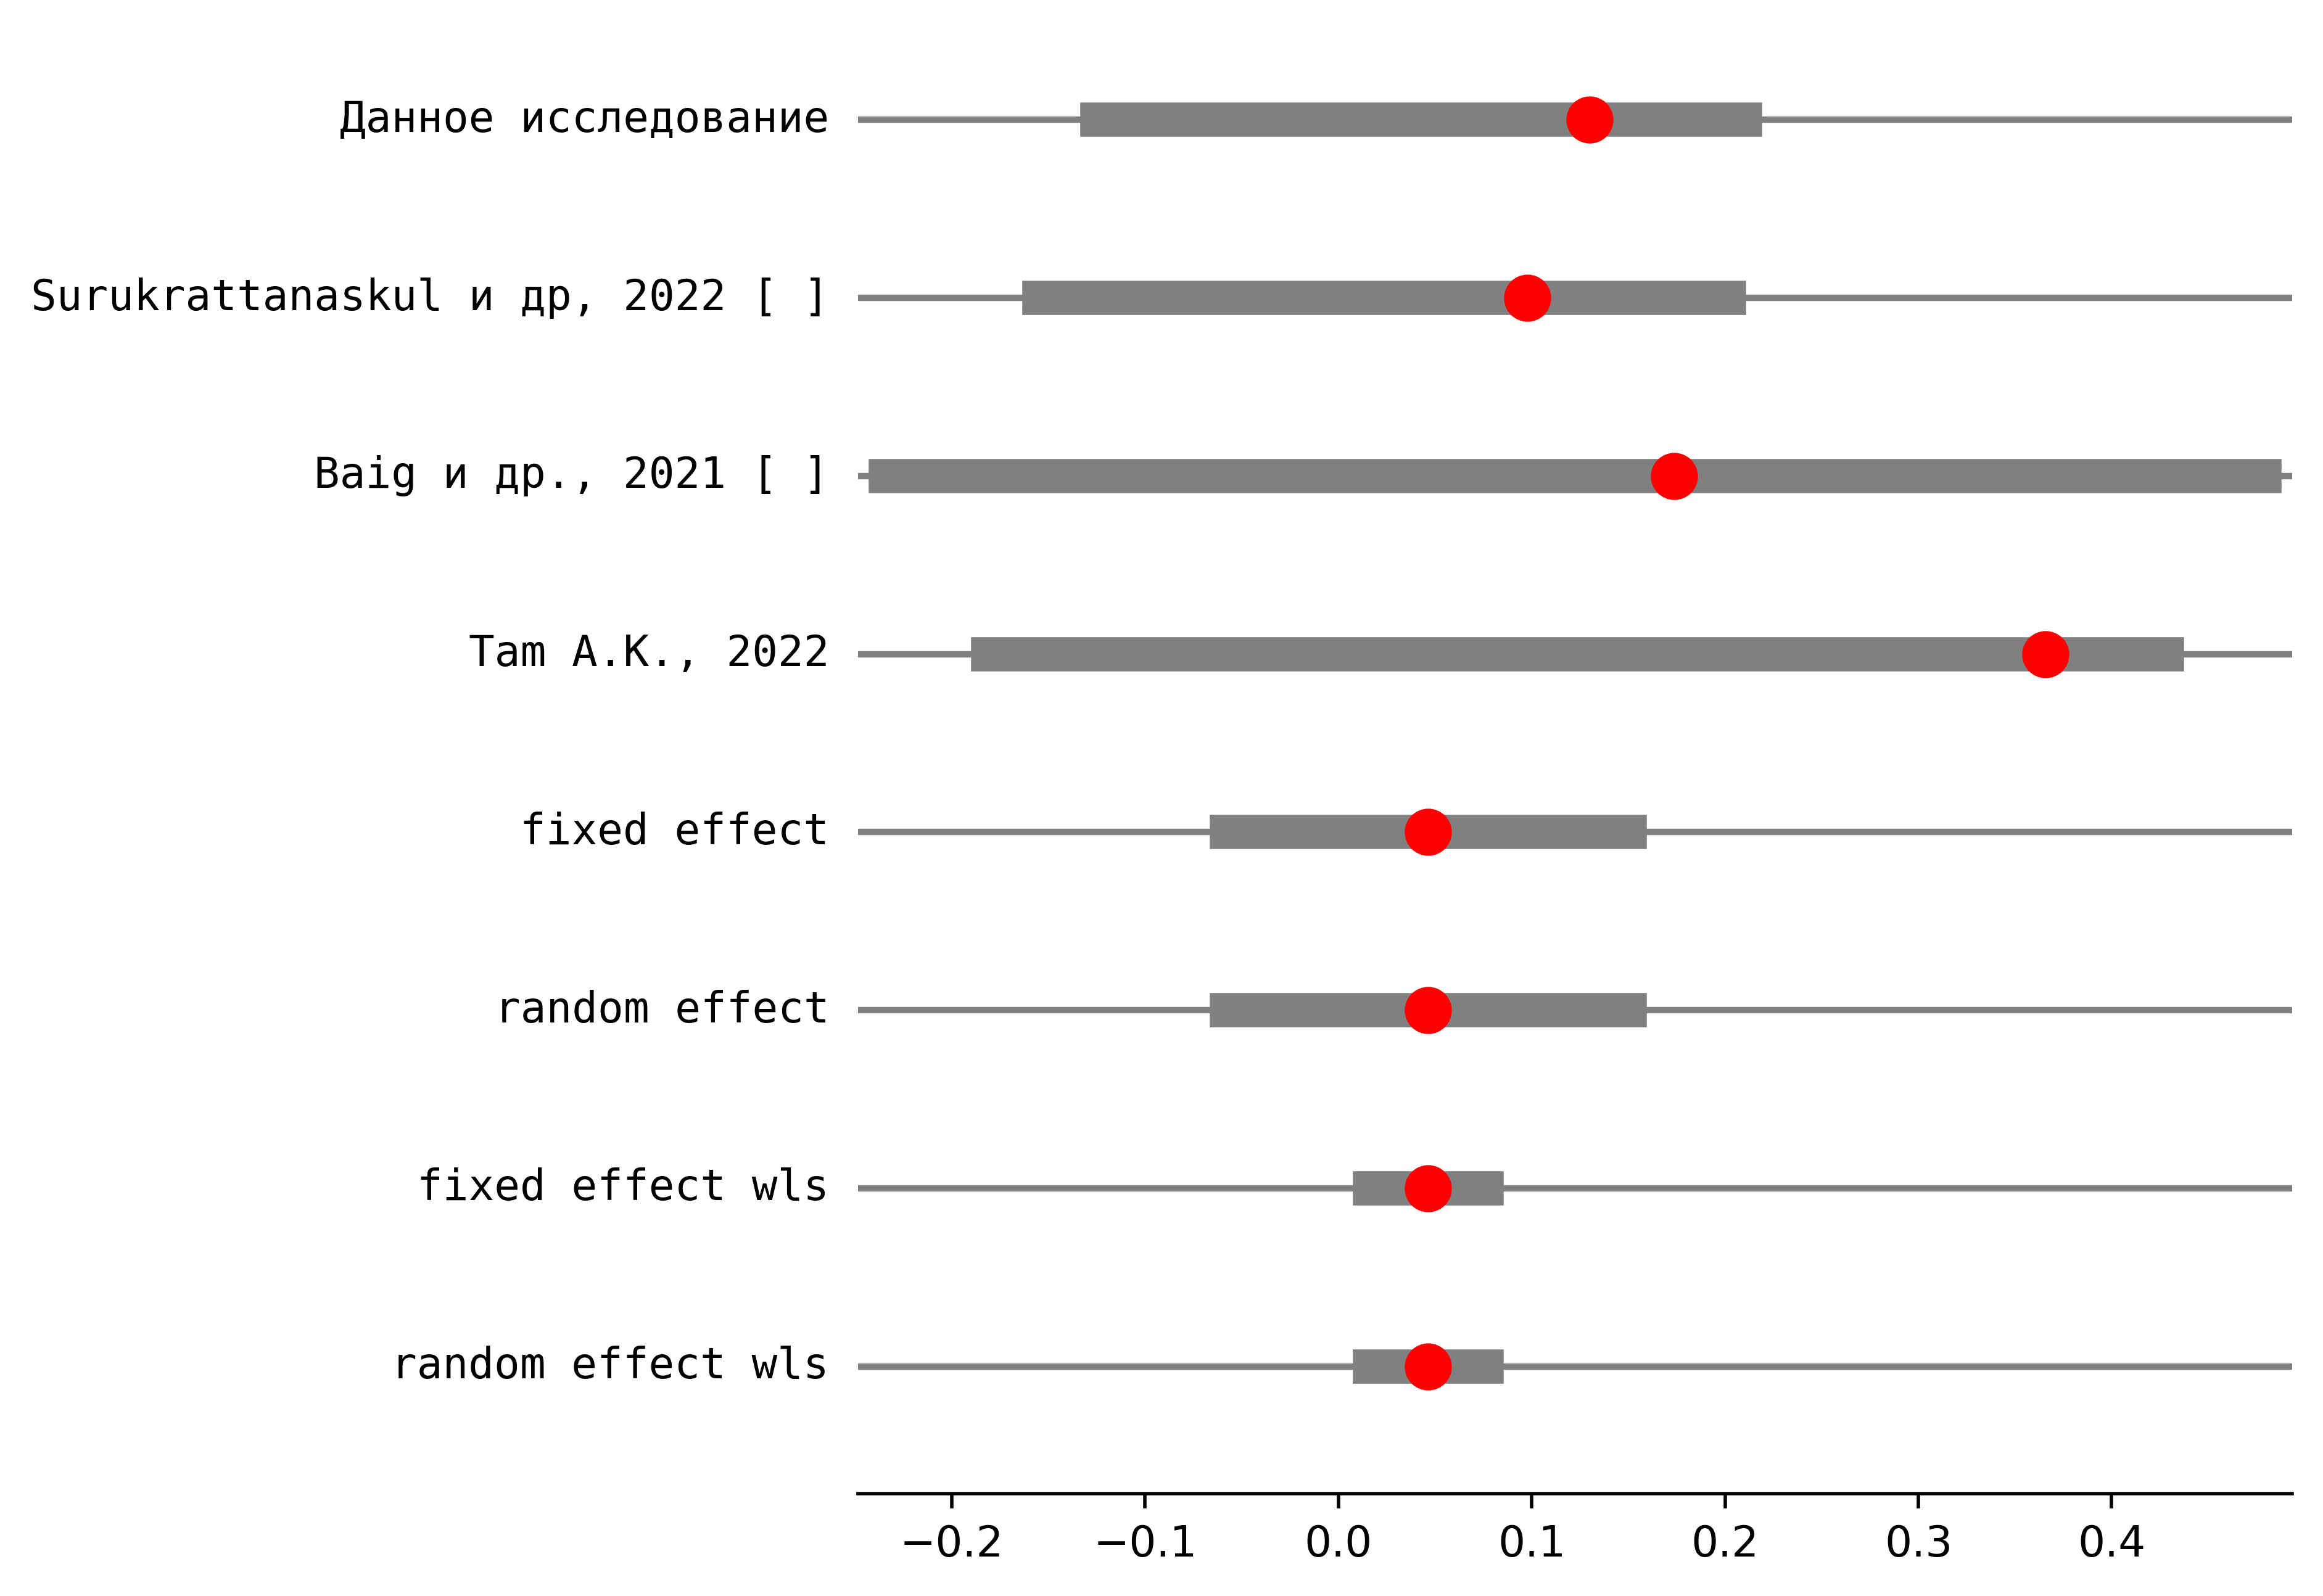 Данное исследование
Surukrattanaskul и др, 2022 [ ]
Baig и др., 2021 [ ]
Tam A.K., 2022
fixed effect
random effect
fixed effect wls
random effect wls
−0.2 −0.1 0.0 0.1 0.2 0.3 0.4